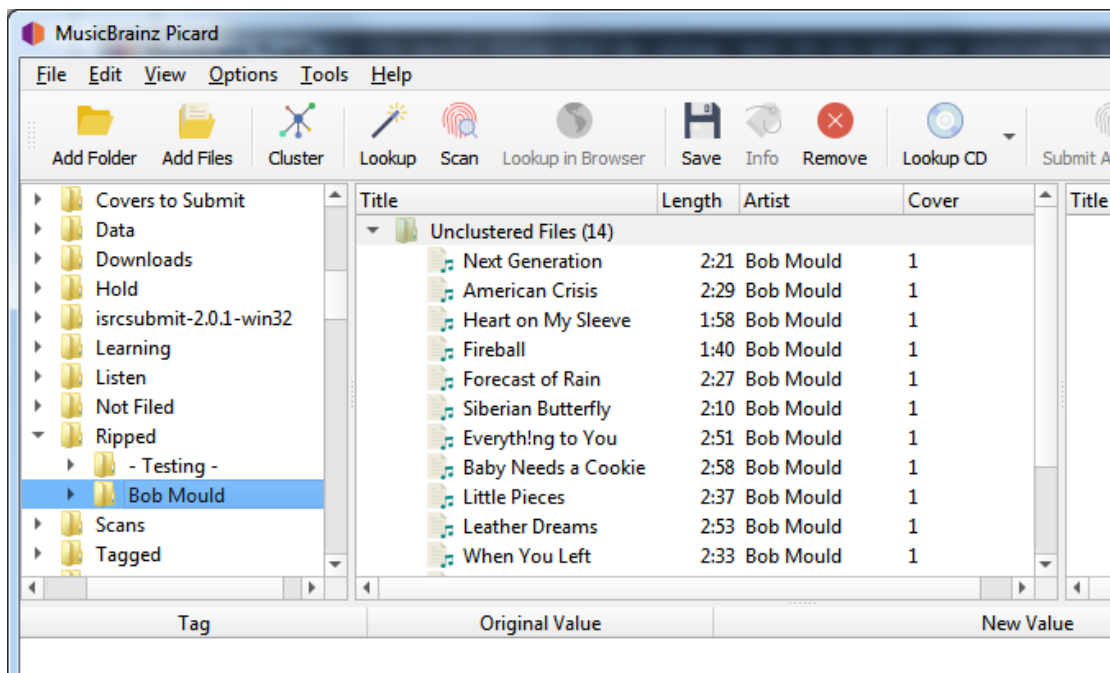 MusicBrainz Picard
File Edit View Options Tools Help
Add Folder Add Files Cluster Lookup Scan Lookup in Browser Save Info Remove Lookup CD Submit A
Covers to Submit
Data
Downloads
Hold
isrcsubmit-2.0.1-win32
Learning
Listen
Not Filed
Ripped
- Testing -
Bob Mould
Scans
Tagged
Title Length Artist Cover
Unclustered Files (14)
Next Generation 2:21 Bob Mould 1
American Crisis 2:29 Bob Mould 1
Heart on My Sleeve 1:58 Bob Mould 1
Fireball 1:40 Bob Mould 1
Forecast of Rain 2:27 Bob Mould 1
Siberian Butterfly 2:10 Bob Mould 1
Everyth!ng to You 2:51 Bob Mould 1
Baby Needs a Cookie 2:58 Bob Mould 1
Little Pieces 2:37 Bob Mould 1
Leather Dreams 2:53 Bob Mould 1
When You Left 2:33 Bob Mould 1
Title
Tag Original Value New Value